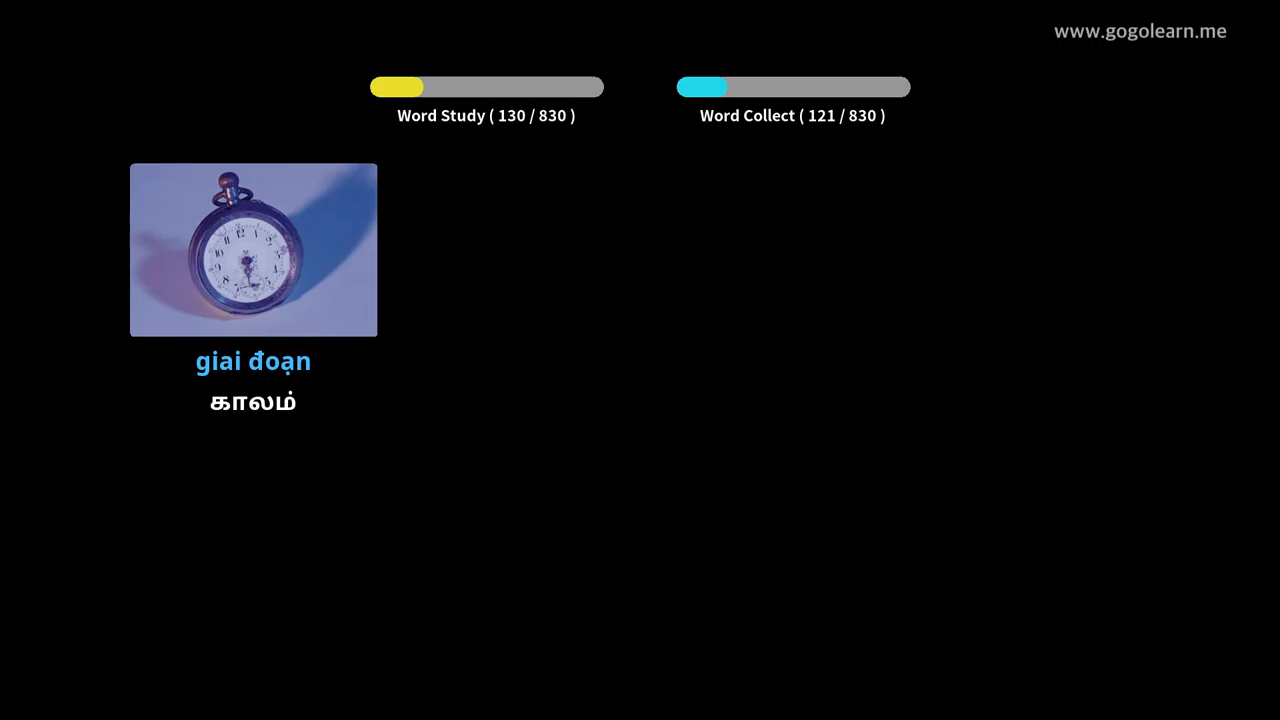 www.gogolearn.me
Word Study ( 130 / 830 )
Word Collect ( 121 / 830 )
giai đoạn
காலம்